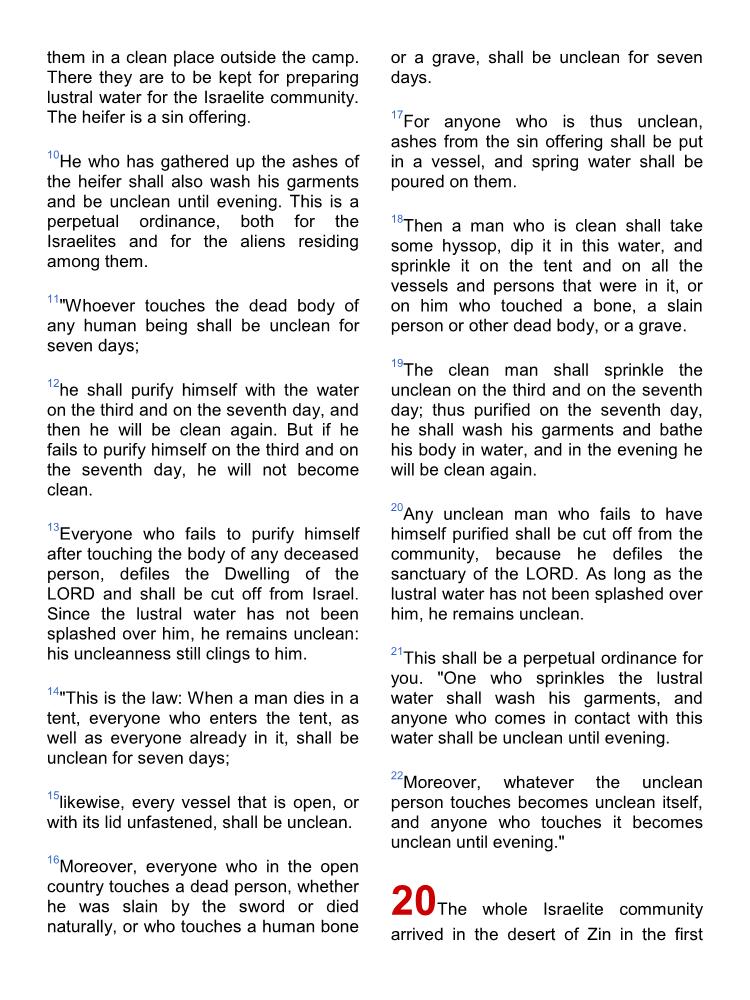 them in a clean place outside the camp.
There they are to be kept for preparing
lustral water for the Israelite community.
The heifer is a sin offering.
10He who has gathered up the ashes of
the heifer shall also wash his garments
and be unclean until evening. This is a
perpetual ordinance, both for the
Israelites and for the aliens residing
among them.
11"Whoever touches the dead body of
any human being shall be unclean for
seven days;
12he shall purify himself with the water
on the third and on the seventh day, and
then he will be clean again. But if he
fails to purify himself on the third and on
the seventh day, he will not become
clean.
13Everyone who fails to purify himself
after touching the body of any deceased
person, defiles the Dwelling of the
LORD and shall be cut off from Israel.
Since the lustral water has not been
splashed over him, he remains unclean:
his uncleanness still clings to him.
14"This is the law: When a man dies in a
tent, everyone who enters the tent, as
well as everyone already in it, shall be
unclean for seven days;
15likewise, every vessel that is open, or
with its lid unfastened, shall be unclean.
16Moreover, everyone who in the open
country touches a dead person, whether
he was slain by the sword or died
naturally, or who touches a human bone
or a grave, shall be unclean for seven
days.
17For anyone who is thus unclean,
ashes from the sin offering shall be put
in a vessel, and spring water shall be
poured on them.
18Then a man who is clean shall take
some hyssop, dip it in this water, and
sprinkle it on the tent and on all the
vessels and persons that were in it, or
on him who touched a bone, a slain
person or other dead body, or a grave.
19The clean man shall sprinkle the
unclean on the third and on the seventh
day; thus purified on the seventh day,
he shall wash his garments and bathe
his body in water, and in the evening he
will be clean again.
20Any unclean man who fails to have
himself purified shall be cut off from the
community, because he defiles the
sanctuary of the LORD. As long as the
lustral water has not been splashed over
him, he remains unclean.
21This shall be a perpetual ordinance for
you. "One who sprinkles the lustral
water shall wash his garments, and
anyone who comes in contact with this
water shall be unclean until evening.
22Moreover, whatever the unclean
person touches becomes unclean itself,
and anyone who touches it becomes
unclean until evening."
20The whole Israelite community
arrived in the desert of Zin in the first